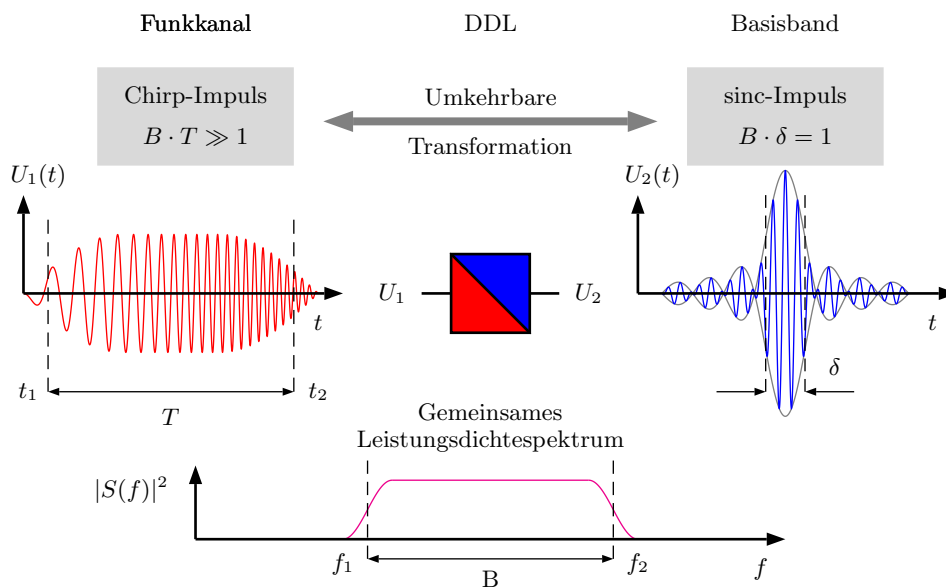 Funkkanal
DDL
Basisband
Chirp-Impuls
B · T ≫ 1
Umkehrbare
Transformation
sinc-Impuls
B · δ = 1
U₁(t)
U₂(t)
U₁
U₂
t
t
t₁
T
t₂
δ
Gemeinsames
Leistungsdichtespektrum
|S(f)|²
f₁
B
f₂
f